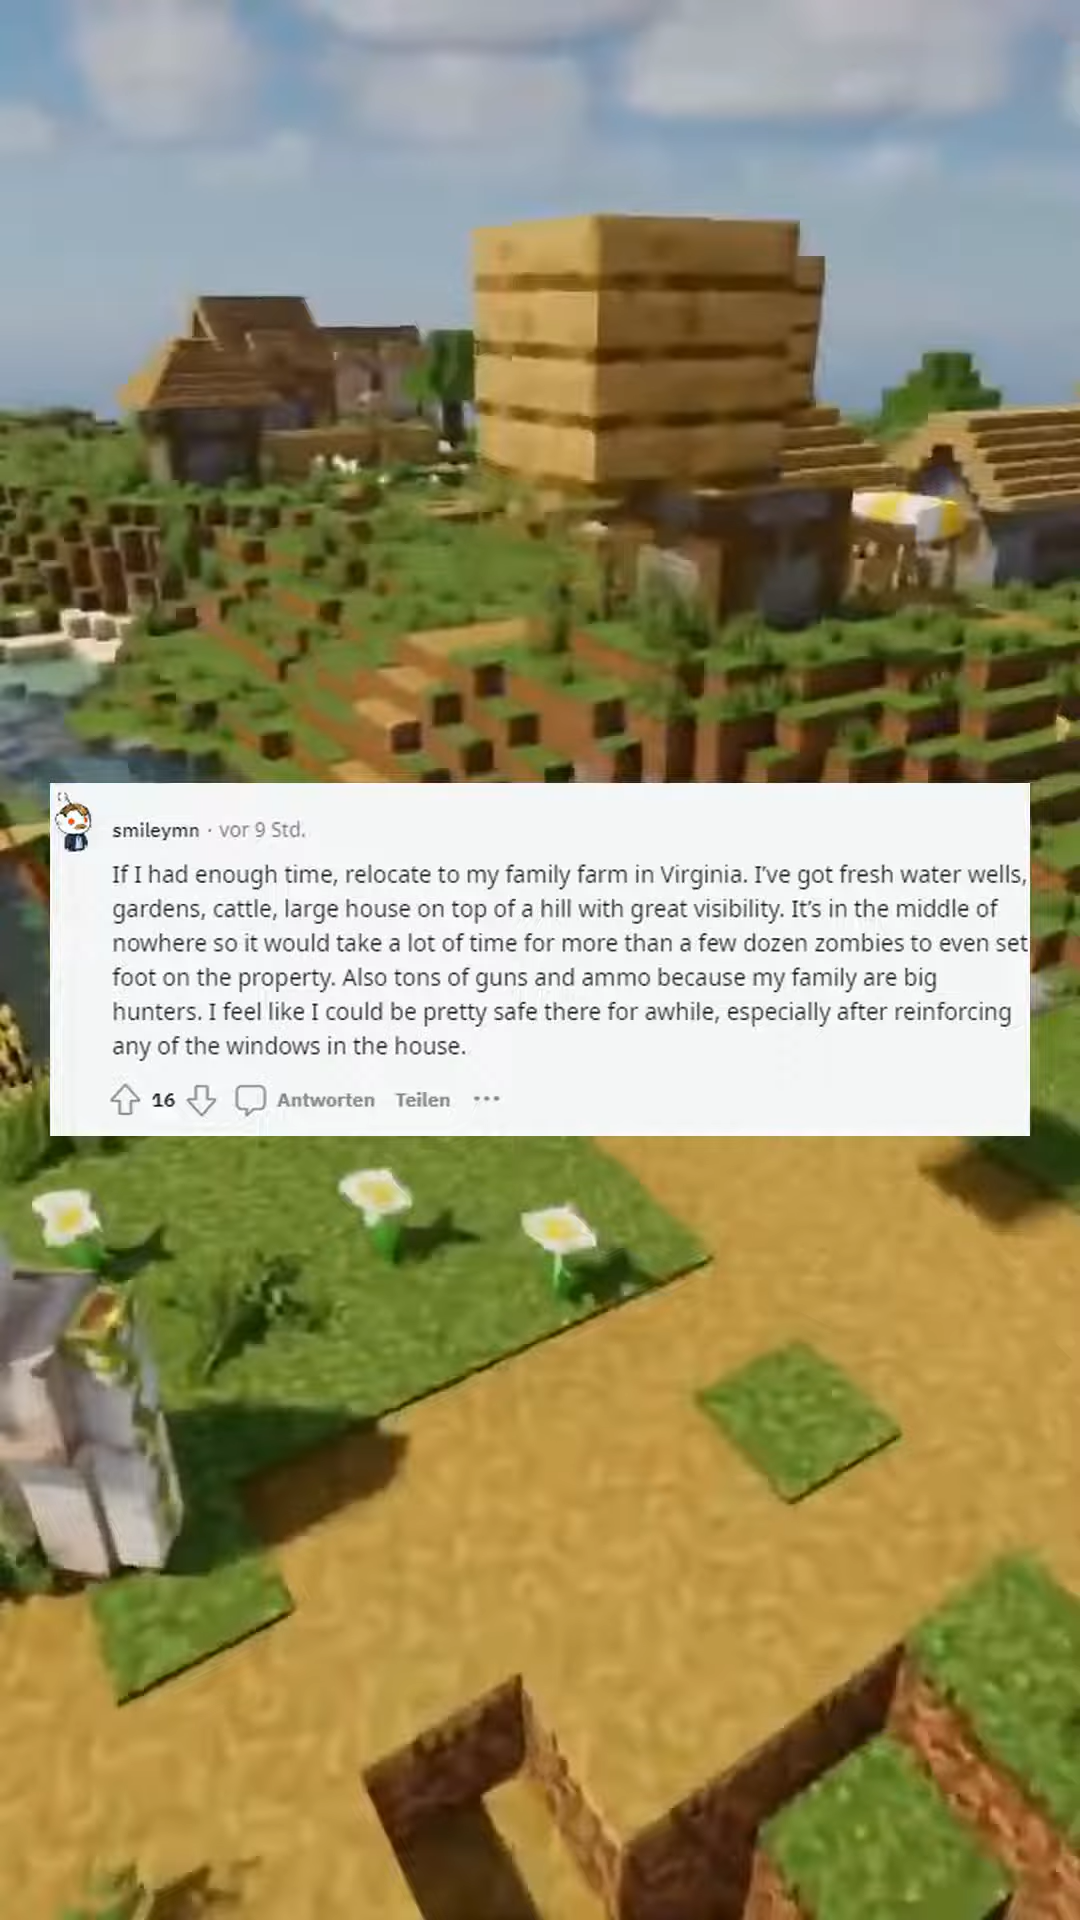 smileymn · vor 9 Std.
If I had enough time, relocate to my family farm in Virginia. I've got fresh water wells,
gardens, cattle, large house on top of a hill with great visibility. It's in the middle of
nowhere so it would take a lot of time for more than a few dozen zombies to even set
foot on the property. Also tons of guns and ammo because my family are big
hunters. I feel like I could be pretty safe there for awhile, especially after reinforcing
any of the windows in the house.
16 Antworten Teilen ···